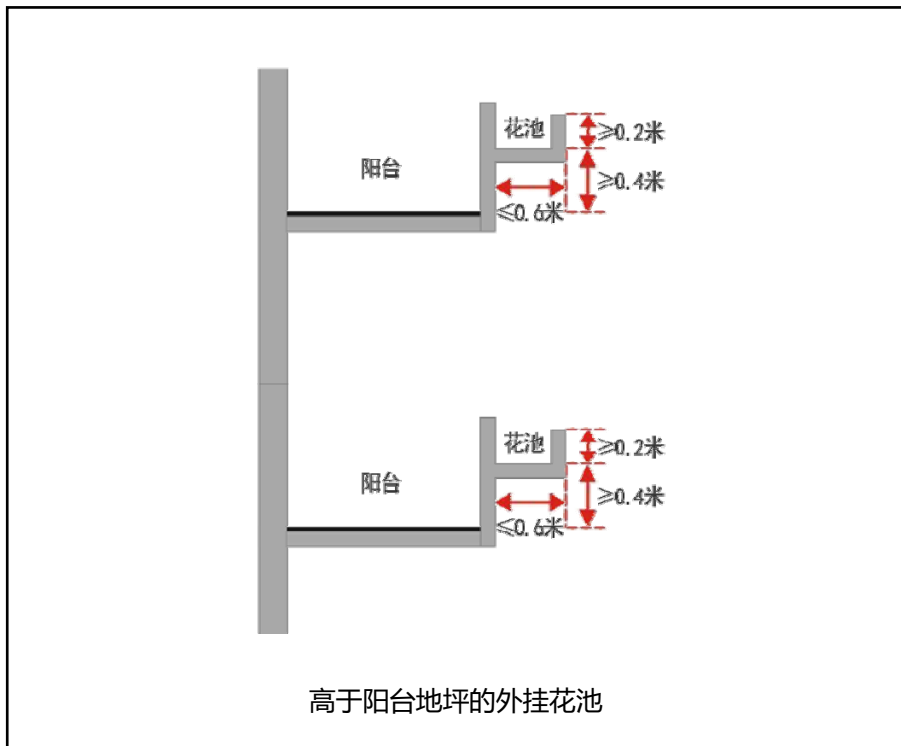 花池
≥0.2米
阳台
≥0.4米
≤0.6米
花池
≥0.2米
阳台
≥0.4米
≤0.6米
高于阳台地坪的外挂花池